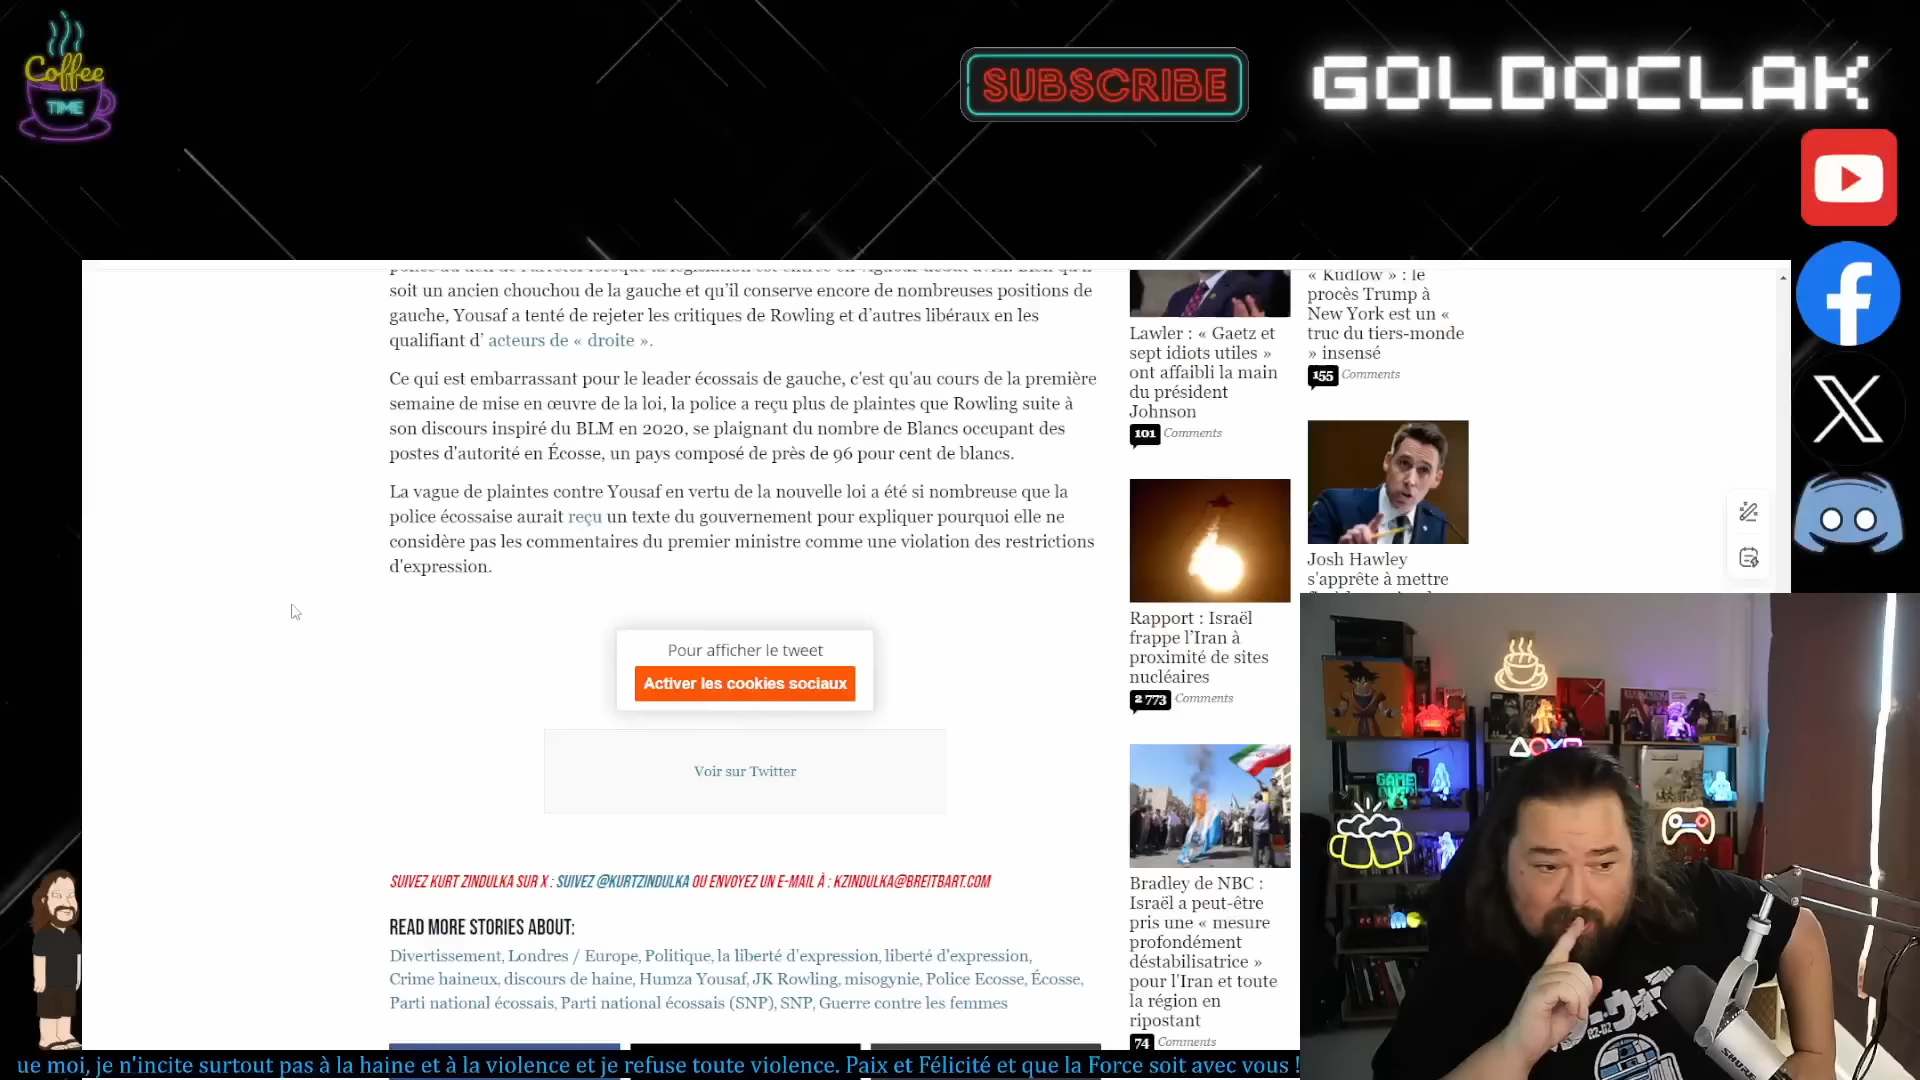 Coffee
TIME
SUBSCRIBE
GOLDOCLAK
soit un ancien chouchou de la gauche et qu'il conserve encore de nombreuses positions de
gauche, Yousaf a tenté de rejeter les critiques de Rowling et d'autres libéraux en les
qualifiant d' acteurs de « droite ».
Ce qui est embarrassant pour le leader écossais de gauche, c'est qu'au cours de la première
semaine de mise en œuvre de la loi, la police a reçu plus de plaintes que Rowling suite à
son discours inspiré du BLM en 2020, se plaignant du nombre de Blancs occupant des
postes d'autorité en Écosse, un pays composé de près de 96 pour cent de blancs.
La vague de plaintes contre Yousaf en vertu de la nouvelle loi a été si nombreuse que la
police écossaise aurait reçu un texte du gouvernement pour expliquer pourquoi elle ne
considère pas les commentaires du premier ministre comme une violation des restrictions
d'expression.
Pour afficher le tweet
Activer les cookies sociaux
Voir sur Twitter
SUIVEZ KURT ZINDULKA SUR X : SUIVEZ @KURTZINDULKA OU ENVOYEZ UN E-MAIL À : KZINDULKA@BREITBART.COM
READ MORE STORIES ABOUT:
Divertissement, Londres / Europe, Politique, la liberté d'expression, liberté d'expression,
Crime haineux, discours de haine, Humza Yousaf, JK Rowling, misogynie, Police Ecosse, Écosse,
Parti national écossais, Parti national écossais (SNP), SNP, Guerre contre les femmes
Lawler : « Gaetz et
sept idiots utiles »
ont affaibli la main
du président
Johnson
101 Comments
Rapport : Israël
frappe l'Iran à
proximité de sites
nucléaires
2 773 Comments
Bradley de NBC :
Israël a peut-être
pris une « mesure
profondément
déstabilisatrice »
pour l'Iran et toute
la région en
ripostant
74 Comments
« Kudlow » : le
procès Trump à
New York est un «
truc du tiers-monde
» insensé
155 Comments
Josh Hawley
s'apprête à mettre
GAME
OVER
SHURE
ue moi, je n'incite surtout pas à la haine et à la violence et je refuse toute violence. Paix et Félicité et que la Force soit avec vous !